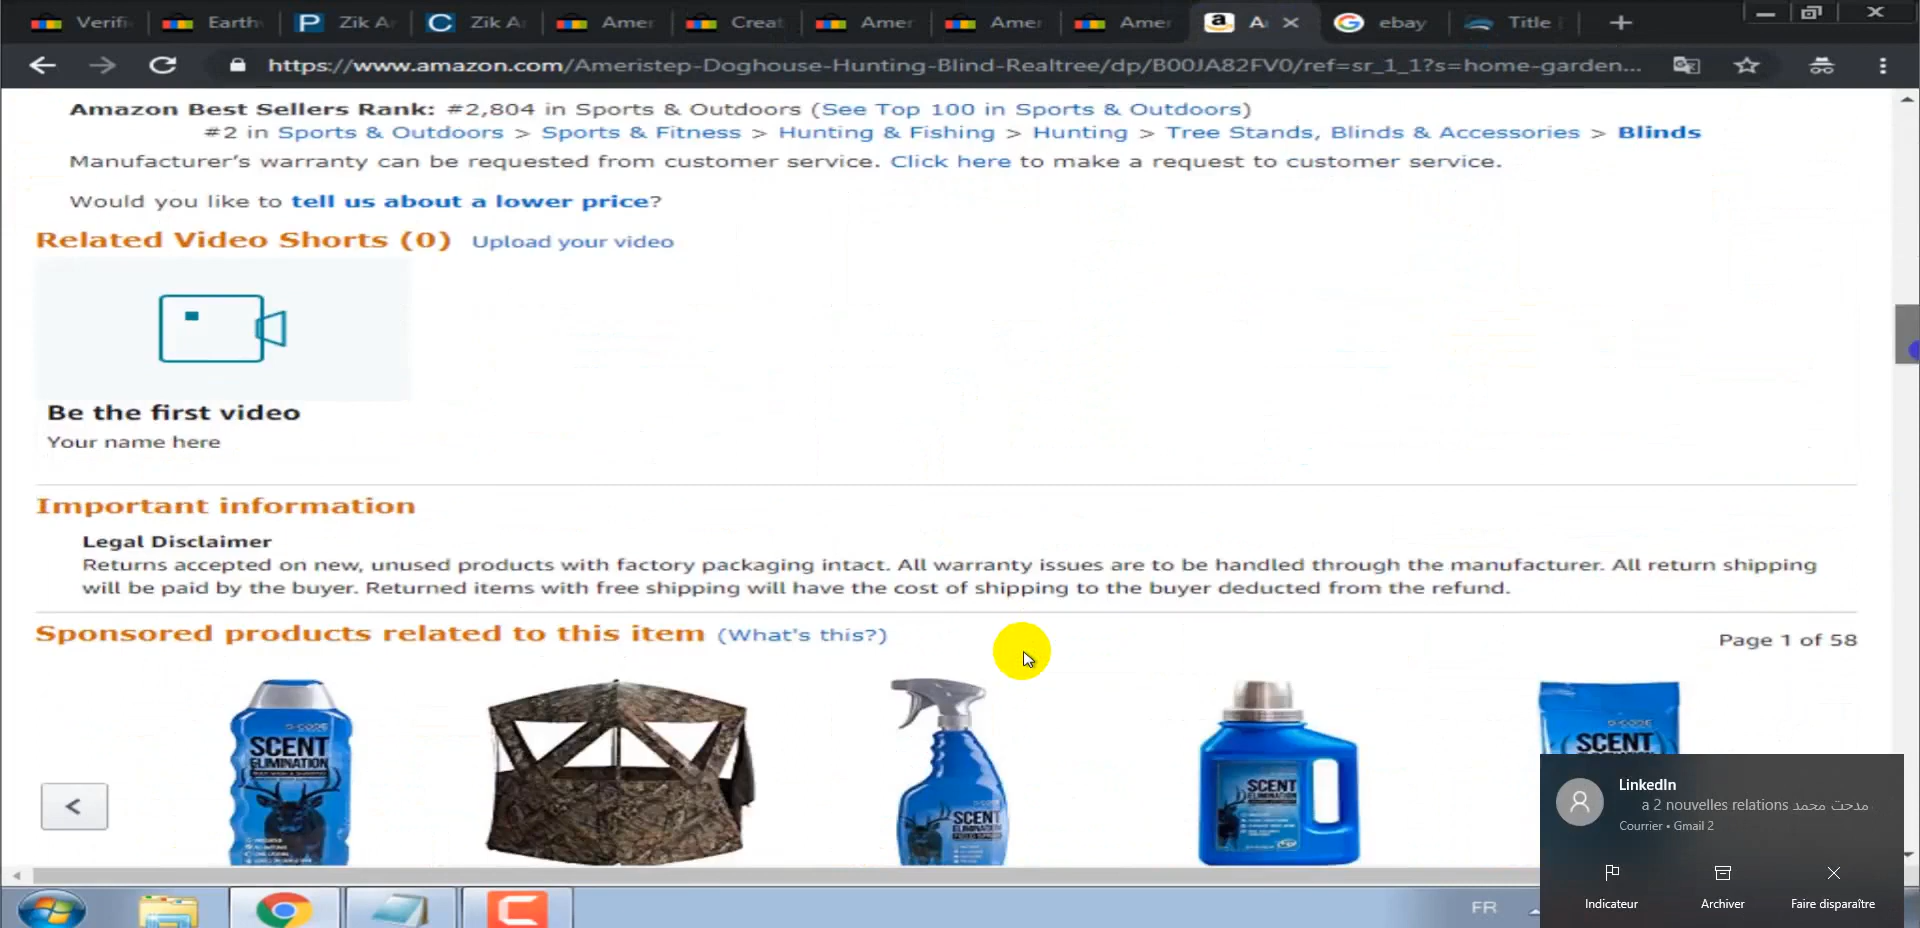 Verifi
Earth
Zik A
Zik A
Amer
Creat
Amer
Amer
Amer
A
ebay
Title
https://www.amazon.com/Ameristep-Doghouse-Hunting-Blind-Realtree/dp/B00JA82FV0/ref=sr_1_1?s=home-garden...
Amazon Best Sellers Rank: #2,804 in Sports & Outdoors (See Top 100 in Sports & Outdoors)
#2 in Sports & Outdoors > Sports & Fitness > Hunting & Fishing > Hunting > Tree Stands, Blinds & Accessories > Blinds
Manufacturer's warranty can be requested from customer service. Click here to make a request to customer service.
Would you like to tell us about a lower price?
Related Video Shorts (0) Upload your video
Be the first video
Your name here
Important information
Legal Disclaimer
Returns accepted on new, unused products with factory packaging intact. All warranty issues are to be handled through the manufacturer. All return shipping
will be paid by the buyer. Returned items with free shipping will have the cost of shipping to the buyer deducted from the refund.
Sponsored products related to this item (What's this?)
Page 1 of 58
SCENT
ELIMINATION
SCENT
ELIMINATION
SCENT
ELIMINATION
D-CODE
SCENT
LinkedIn
a 2 nouvelles relations مدحت محمد
Courrier • Gmail 2
Indicateur
Archiver
Faire disparaître
FR